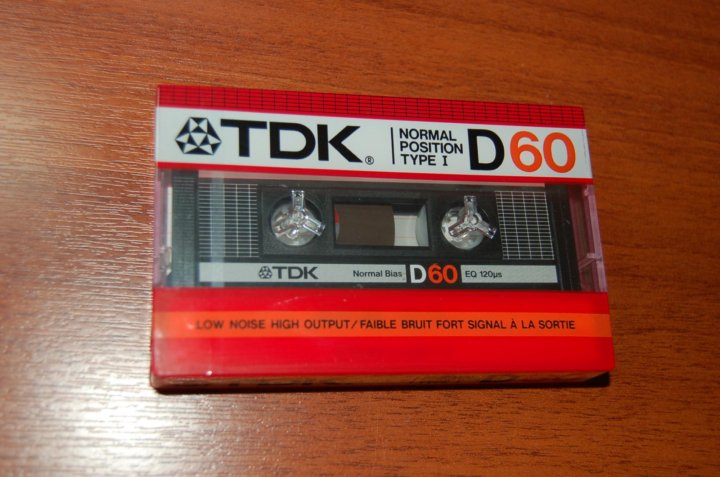 TDK®
NORMAL
POSITION
TYPE I
D60
TDK Normal Bias D60 EQ 120µs
LOW NOISE HIGH OUTPUT/FAIBLE BRUIT FORT SIGNAL À LA SORTIE